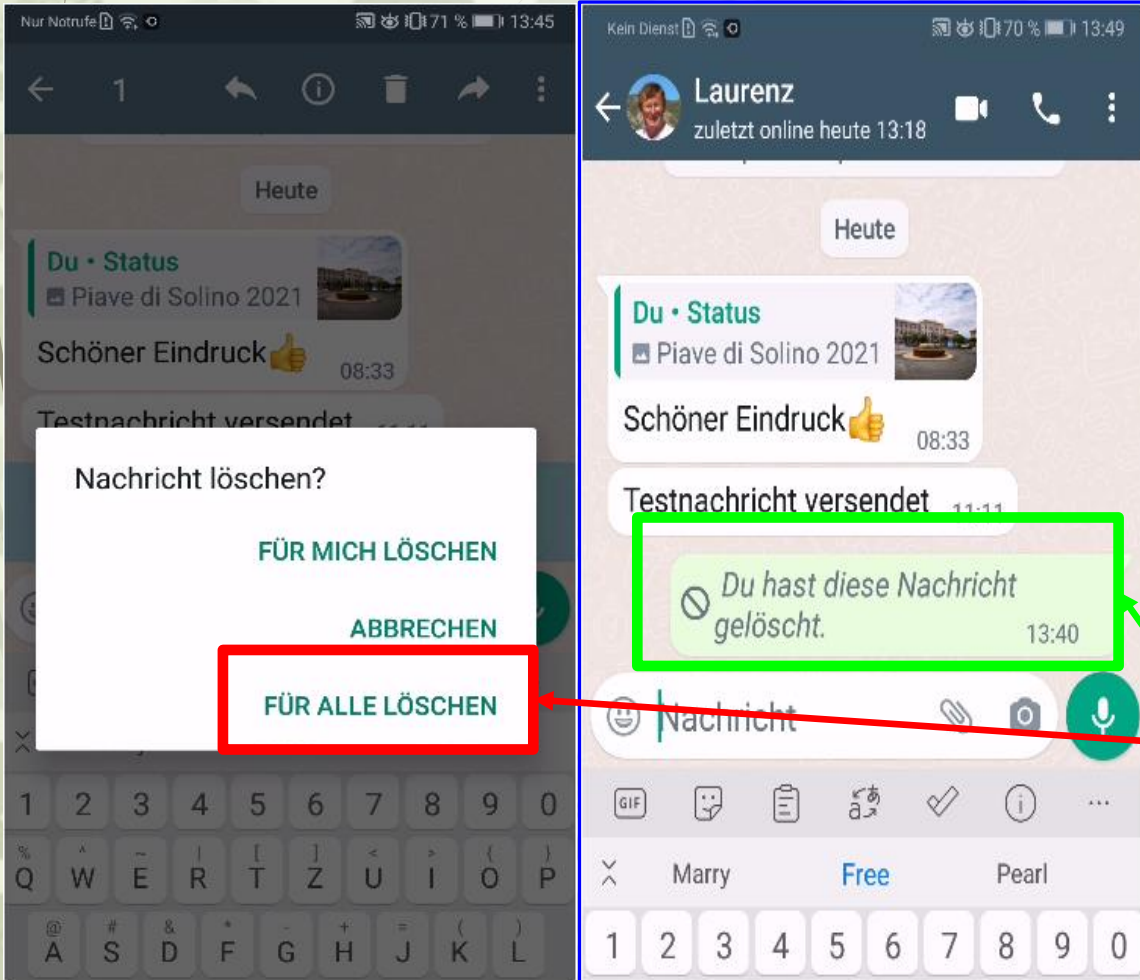 Nur Notrufe 71 % 13:45
1
Heute
Du • Status
Piave di Solino 2021
Schöner Eindruck
08:33
Testnachricht versendet
Nachricht löschen?
FÜR MICH LÖSCHEN
ABBRECHEN
FÜR ALLE LÖSCHEN
1 2 3 4 5 6 7 8 9 0
% ^ ~ | [ ] < > { }
Q W E R T Z U I O P
@ # & * - + = ( )
A S D F G H J K L
Kein Dienst 70 % 13:49
Laurenz
zuletzt online heute 13:18
Heute
Du • Status
Piave di Solino 2021
Schöner Eindruck
08:33
Testnachricht versendet 11:11
Du hast diese Nachricht
gelöscht.
13:40
Nachricht
GIF
Marry Free Pearl
1 2 3 4 5 6 7 8 9 0